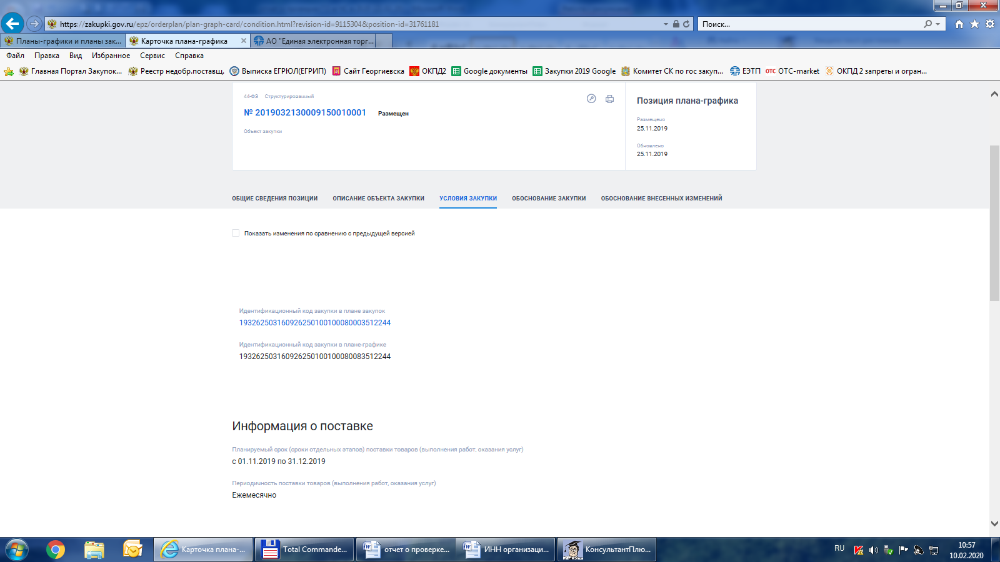 https://zakupki.gov.ru/epz/orderplan/plan-graph-card/condition.html?revision-id=9115304&position-id=31761181
Поиск...
Планы-графики и планы зак...
Карточка плана-графика
АО "Единая электронная торг...
Файл Правка Вид Избранное Сервис Справка
Главная Портал Закупок... Реестр недобр.поставщ. Выписка ЕГРЮЛ(ЕГРИП) Сайт Георгиевска ОКПД2 Google документы Закупки 2019 Google Комитет СК по гос закуп... ЕЭТП ОТС OTC-market ОКПД 2 запреты и огран...
44-ФЗ Структурированный
№ 2019032130009150010001 Размещен
Объект закупки
Позиция плана-графика
Размещено
25.11.2019
Обновлено
25.11.2019
ОБЩИЕ СВЕДЕНИЯ ПОЗИЦИИ ОПИСАНИЕ ОБЪЕКТА ЗАКУПКИ УСЛОВИЯ ЗАКУПКИ ОБОСНОВАНИЕ ЗАКУПКИ ОБОСНОВАНИЕ ВНЕСЕННЫХ ИЗМЕНЕНИЙ
Показать изменения по сравнению с предыдущей версией
Идентификационный код закупки в плане закупок
193262503160926250100100080003512244
Идентификационный код закупки в плане-графике
193262503160926250100100080083512244
Информация о поставке
Планируемый срок (сроки отдельных этапов) поставки товаров (выполнения работ, оказания услуг)
с 01.11.2019 по 31.12.2019
Периодичность поставки товаров (выполнения работ, оказания услуг)
Ежемесячно
Карточка плана-...
Total Commande...
отчет о проверке...
ИНН организаци...
КонсультантПлю...
RU
10:57
10.02.2020